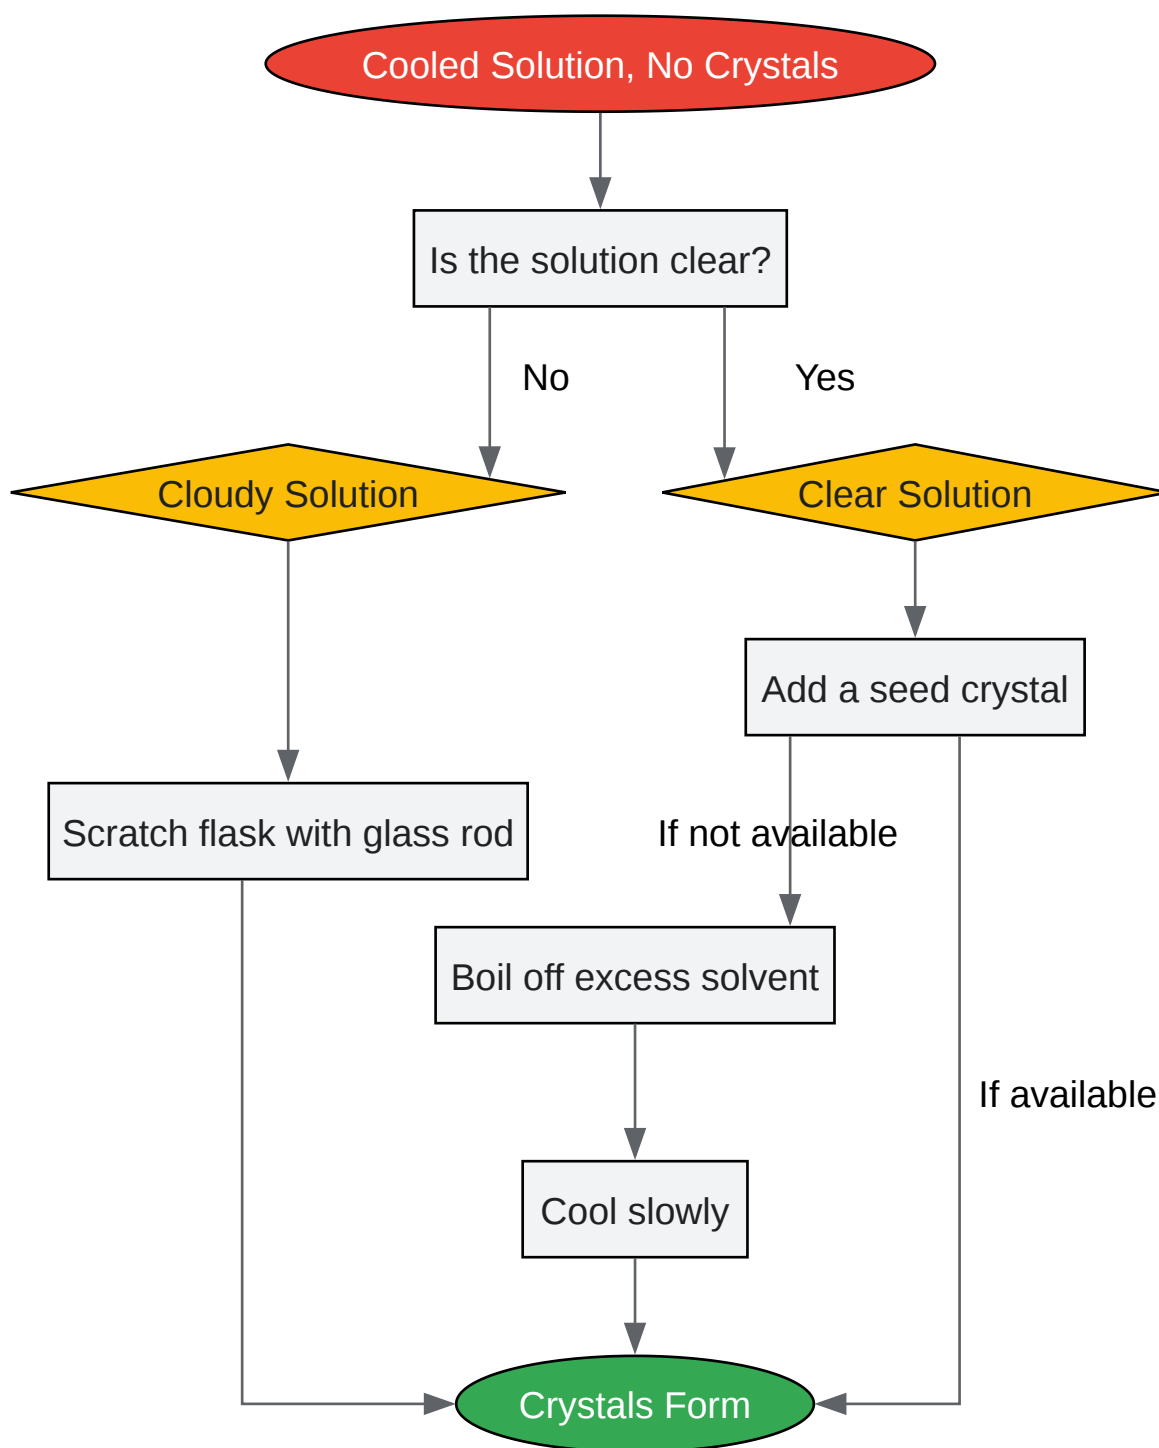 Cooled Solution, No Crystals
Is the solution clear?
No
Yes
Cloudy Solution
Clear Solution
Add a seed crystal
Scratch flask with glass rod
If not available
Boil off excess solvent
If available
Cool slowly
Crystals Form